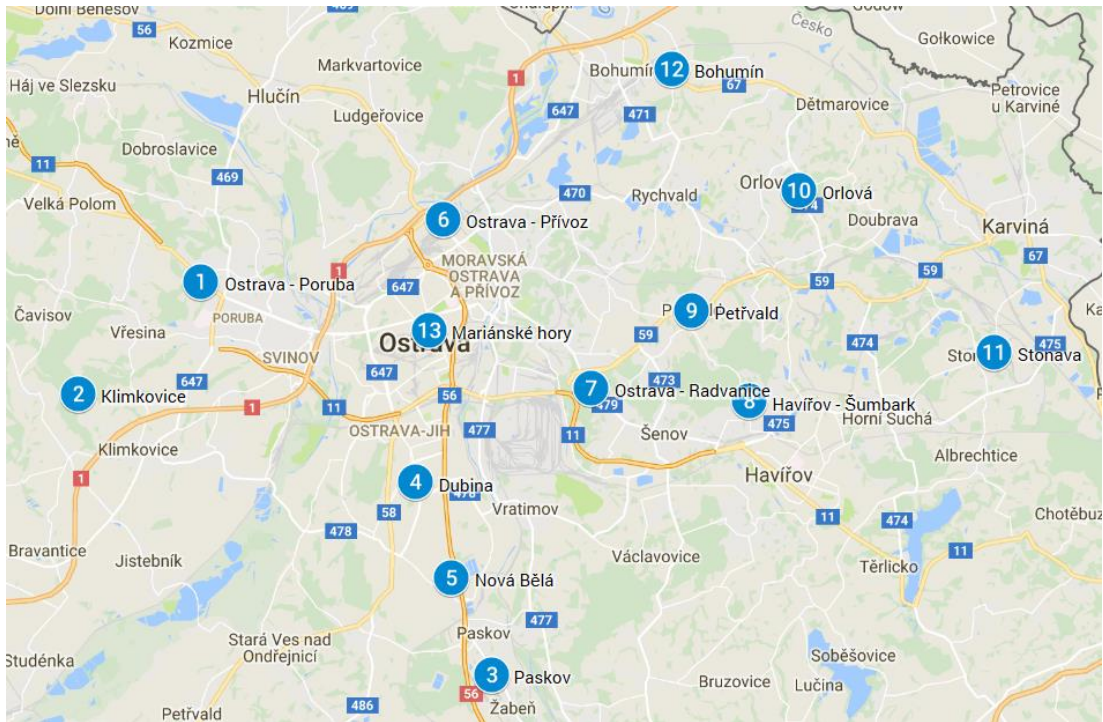 Dolní Benešov
489
56
Kozmice
Markvartovice
Česko
Gołkowice
Háj ve Slezsku
Hlučín
1
Bohumín
12
Bohumín
67
Petrovice
u Karviné
Ludgeřovice
647
471
Dětmarovice
11
Dobroslavice
469
Velká Polom
470
Rychvald
10
Orlová
Doubrava
Karviná
6
Ostrava - Přívoz
1
MORAVSKÁ
OSTRAVA
A PŘÍVOZ
59
59
67
1
Ostrava - Poruba
647
PORUBA
9
Petřvald
Čavisov
Vřesina
13
Mariánské hory
59
474
11
Stonava
475
SVINOV
647
647
473
2
Klimkovice
1
11
56
7
Ostrava - Radvanice
479
8
Havířov - Šumbark
475
Horní Suchá
OSTRAVA-JIH
477
11
Šenov
Klimkovice
1
Havířov
Albrechtice
4
Dubina
58
Vratimov
11
474
Chotěbuz
478
Bravantice
Jistebník
Václavovice
11
Těrlicko
5
Nová Bělá
477
Stará Ves nad
Ondřejnicí
Paskov
Studénka
3
Paskov
56
Žabeň
Soběšovice
Bruzovice
Lučina
Petřvald
486